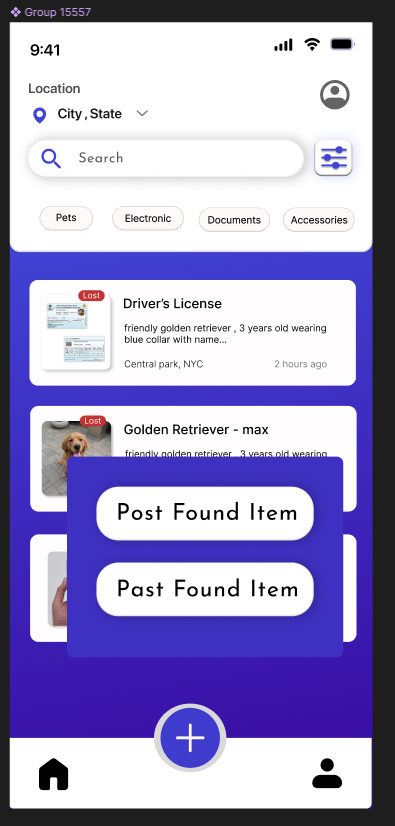 Group 15557
9:41
Location
City , State
Search
Pets
Electronic
Documents
Accessories
Lost
Driver's License
friendly golden retriever , 3 years old wearing
blue collar with name...
Central park, NYC
2 hours ago
Lost
Golden Retriever - max
friendly golden retriever, 3 years old wearing
Post Found Item
Past Found Item